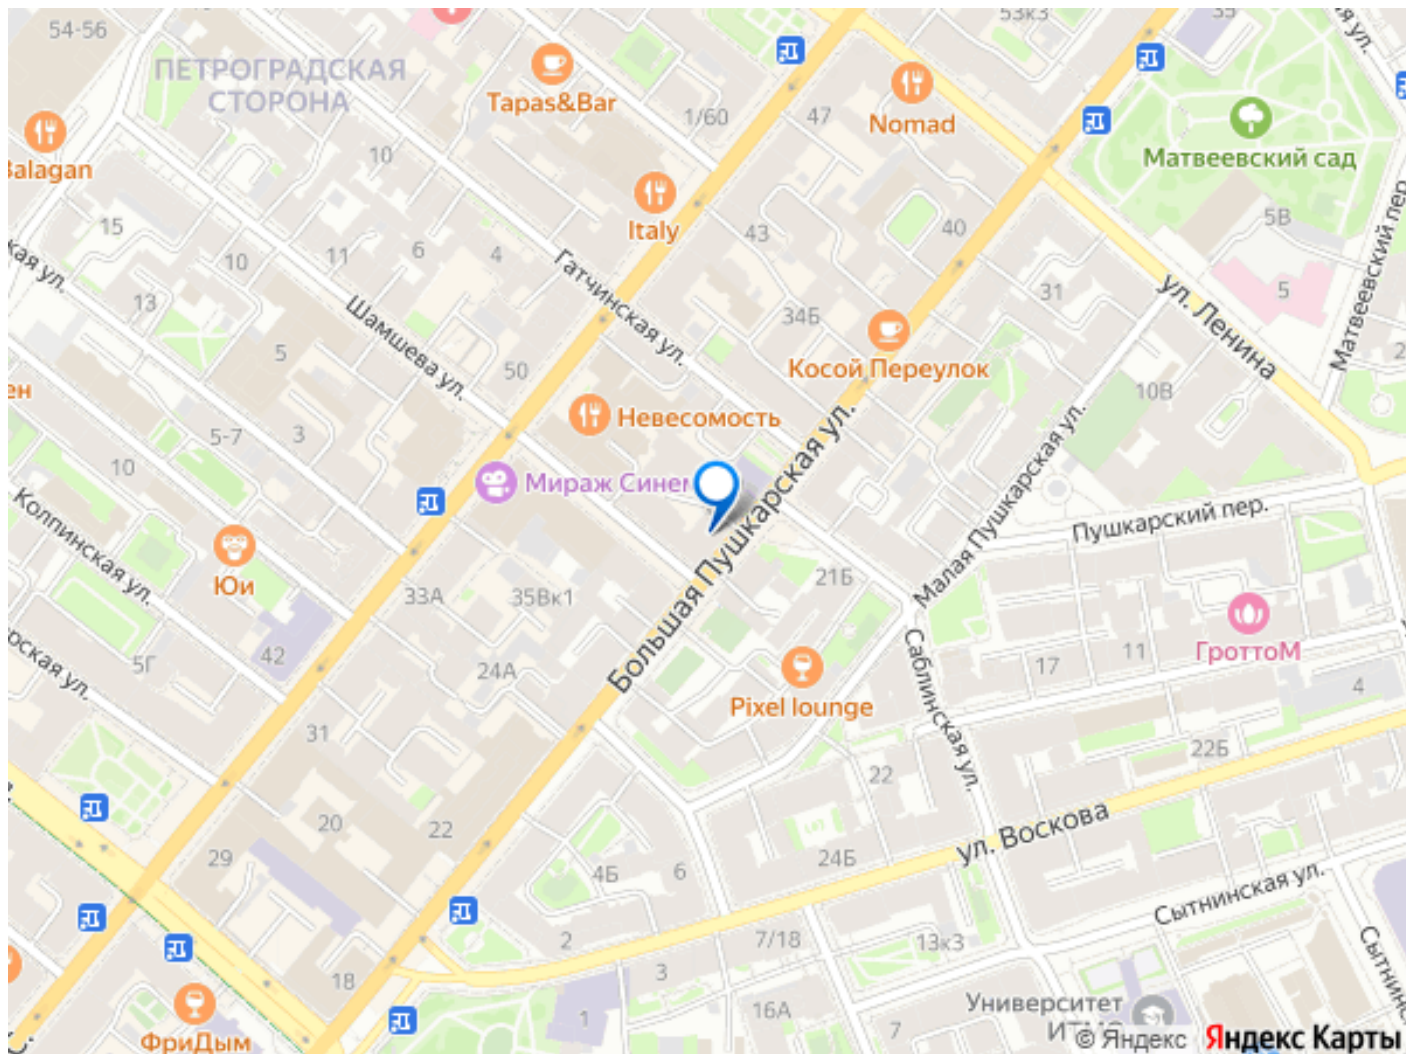 54-56
53к3
35
ПЕТРОГРАДСКАЯ
СТОРОНА
Tapas&Bar
1/60
47
Nomad
Матвеевский сад
10
Balagan
15
11
6
4
Italy
43
40
5В
Матвеевский пер.
10
13
Гатчинская ул.
31
ул. Ленина
5
Шамшева ул.
34Б
5
50
Косой Переулок
10В
5-7
3
Невесомость
10
Мираж Синем
Большая Пушкарская ул.
Малая Пушкарская ул.
Пушкарский пер.
Колпинская ул.
Юи
33А
35Вк1
21Б
ГроттоМ
5Г
42
24А
Pixel lounge
Саблинская ул.
17
11
4
31
22
22Б
20
22
ул. Воскова
29
4Б
6
24Б
Сытнинская ул.
2
7/18
13к3
18
3
16А
1
7
Университет
ИТМО
ФриДым
© Яндекс Яндекс Карты